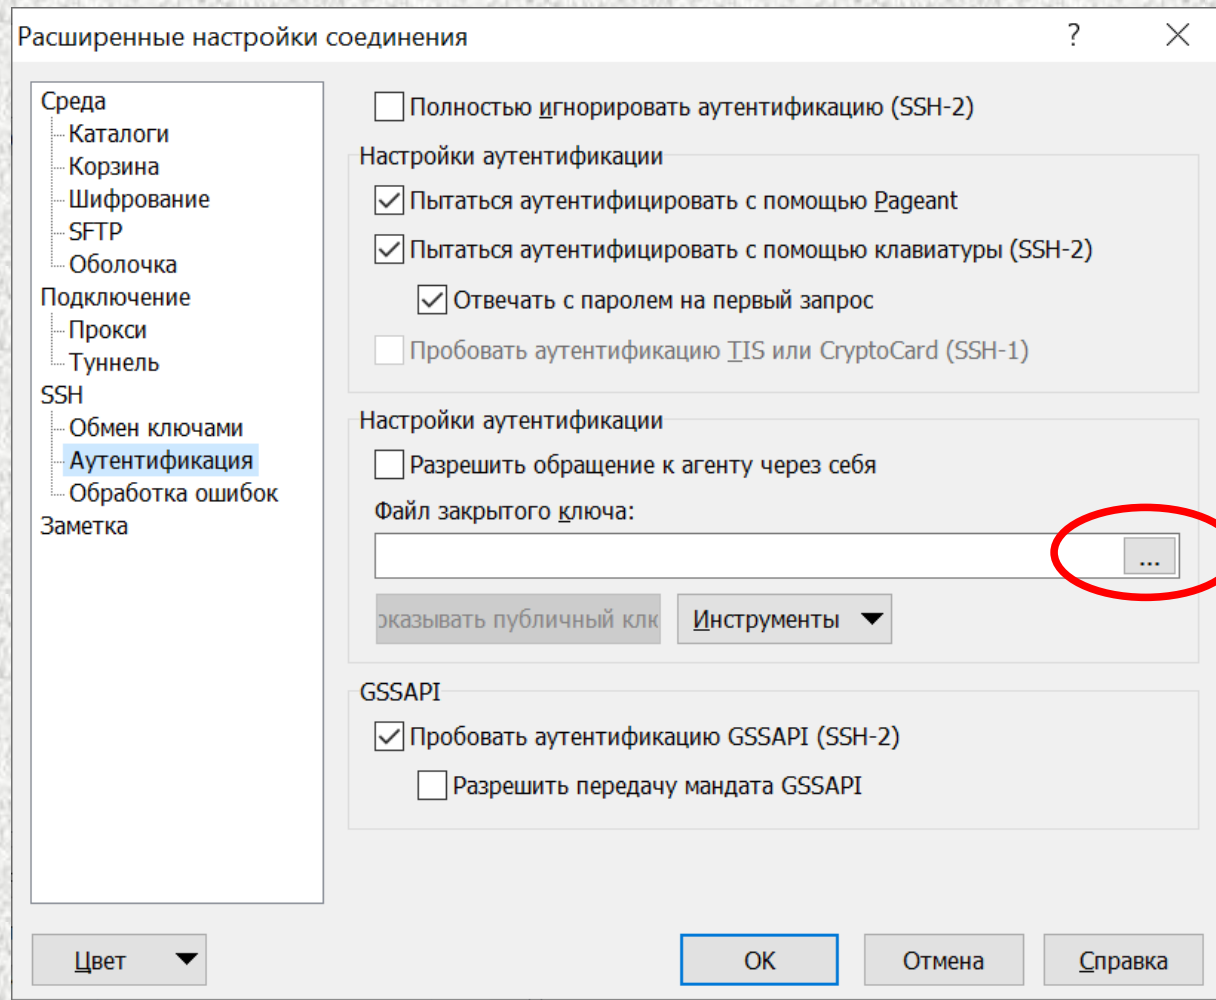 Расширенные настройки соединения
?
Среда
Каталоги
Корзина
Шифрование
SFTP
Оболочка
Подключение
Прокси
Туннель
SSH
Обмен ключами
Аутентификация
Обработка ошибок
Заметка
Полностью игнорировать аутентификацию (SSH-2)
Настройки аутентификации
Пытаться аутентифицировать с помощью Pageant
Пытаться аутентифицировать с помощью клавиатуры (SSH-2)
Отвечать с паролем на первый запрос
Пробовать аутентификацию TIS или CryptoCard (SSH-1)
Настройки аутентификации
Разрешить обращение к агенту через себя
Файл закрытого ключа:
...
оказывать публичный клк
Инструменты
GSSAPI
Пробовать аутентификацию GSSAPI (SSH-2)
Разрешить передачу мандата GSSAPI
Цвет
OK
Отмена
Справка